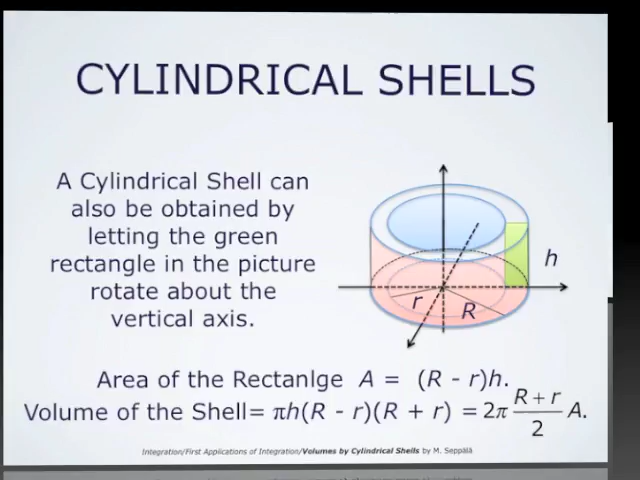 CYLINDRICAL SHELLS
A Cylindrical Shell can
also be obtained by
letting the green
rectangle in the picture
rotate about the
vertical axis.
h
r
R
Area of the Rectanlge A = (R - r)h.
Volume of the Shell= πh(R - r)(R + r) = 2π (R + r)/2 A.
Integration/First Applications of Integration/Volumes by Cylindrical Shells by M. Seppälä